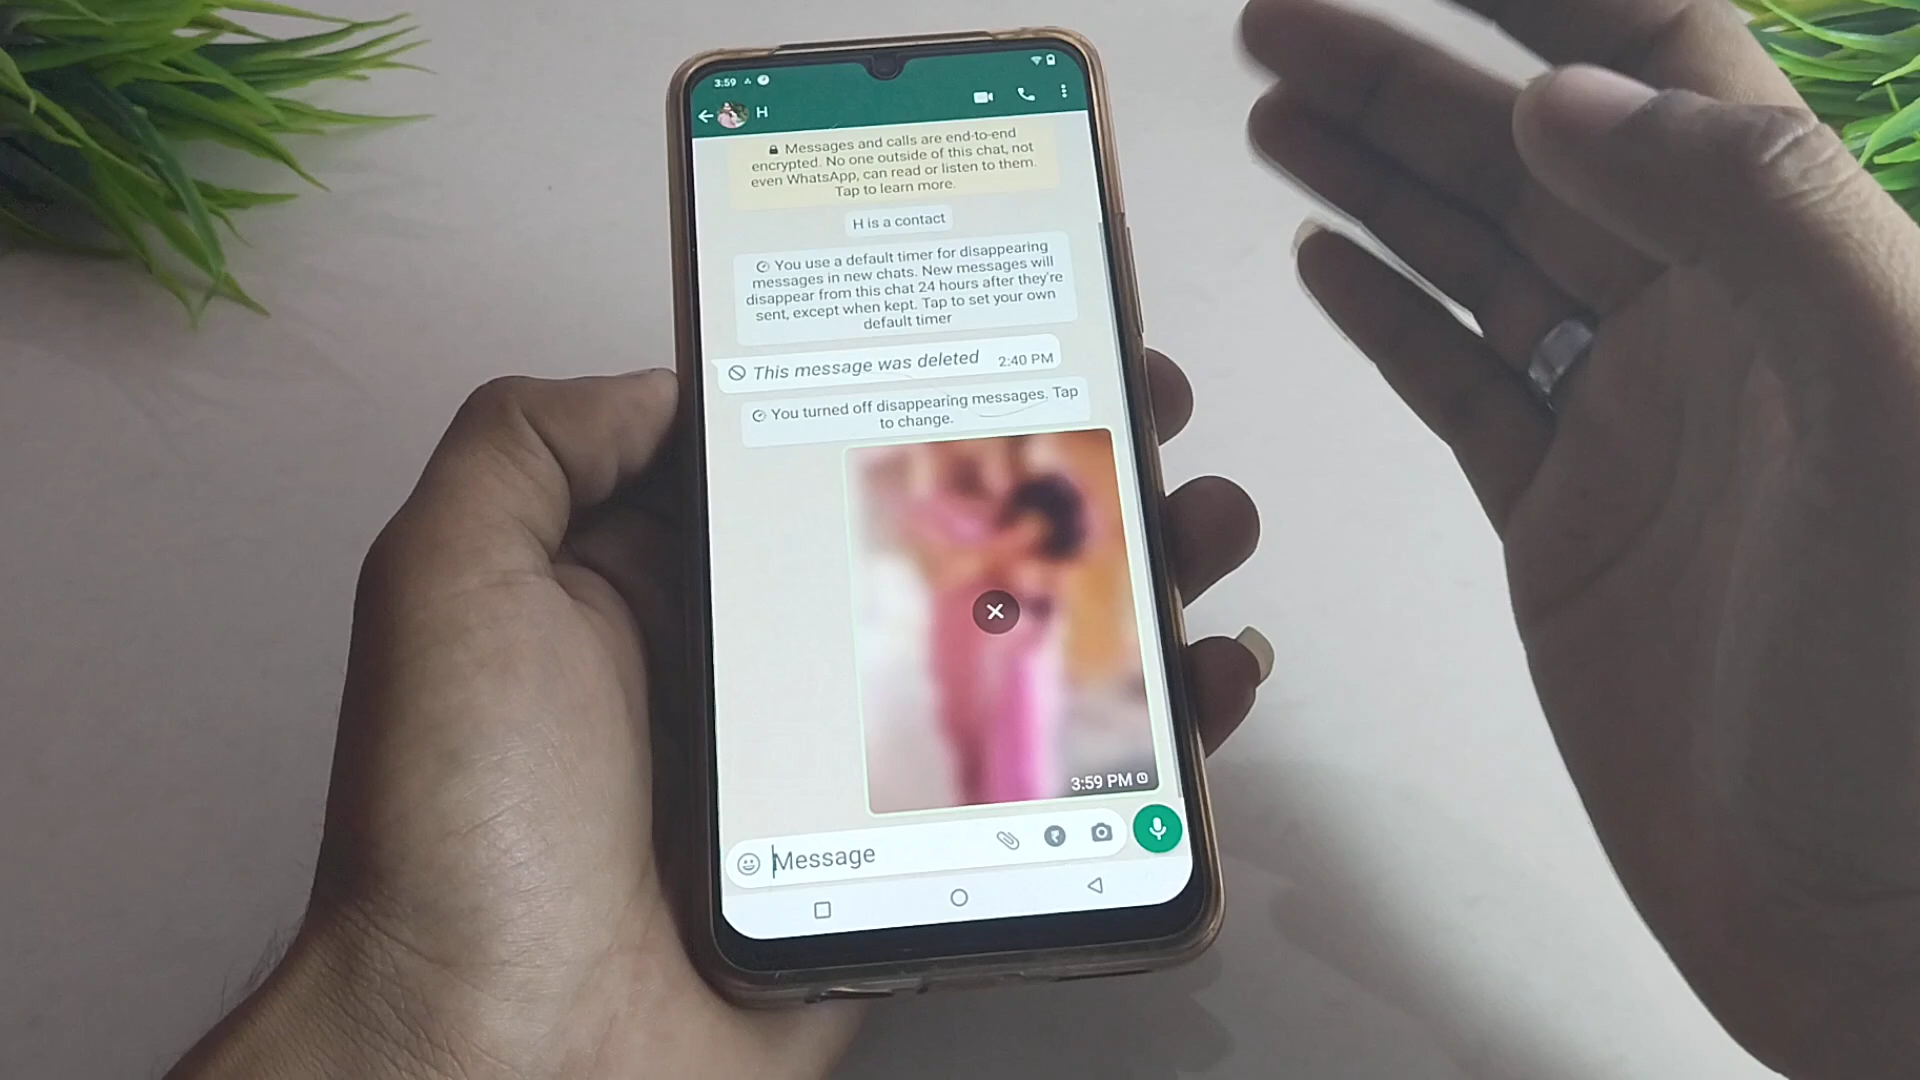 3:59
H
Messages and calls are end-to-end
encrypted. No one outside of this chat, not
even WhatsApp, can read or listen to them.
Tap to learn more.
H is a contact
You use a default timer for disappearing
messages in new chats. New messages will
disappear from this chat 24 hours after they're
sent, except when kept. Tap to set your own
default timer
This message was deleted 2:40 PM
You turned off disappearing messages. Tap
to change.
3:59 PM
Message